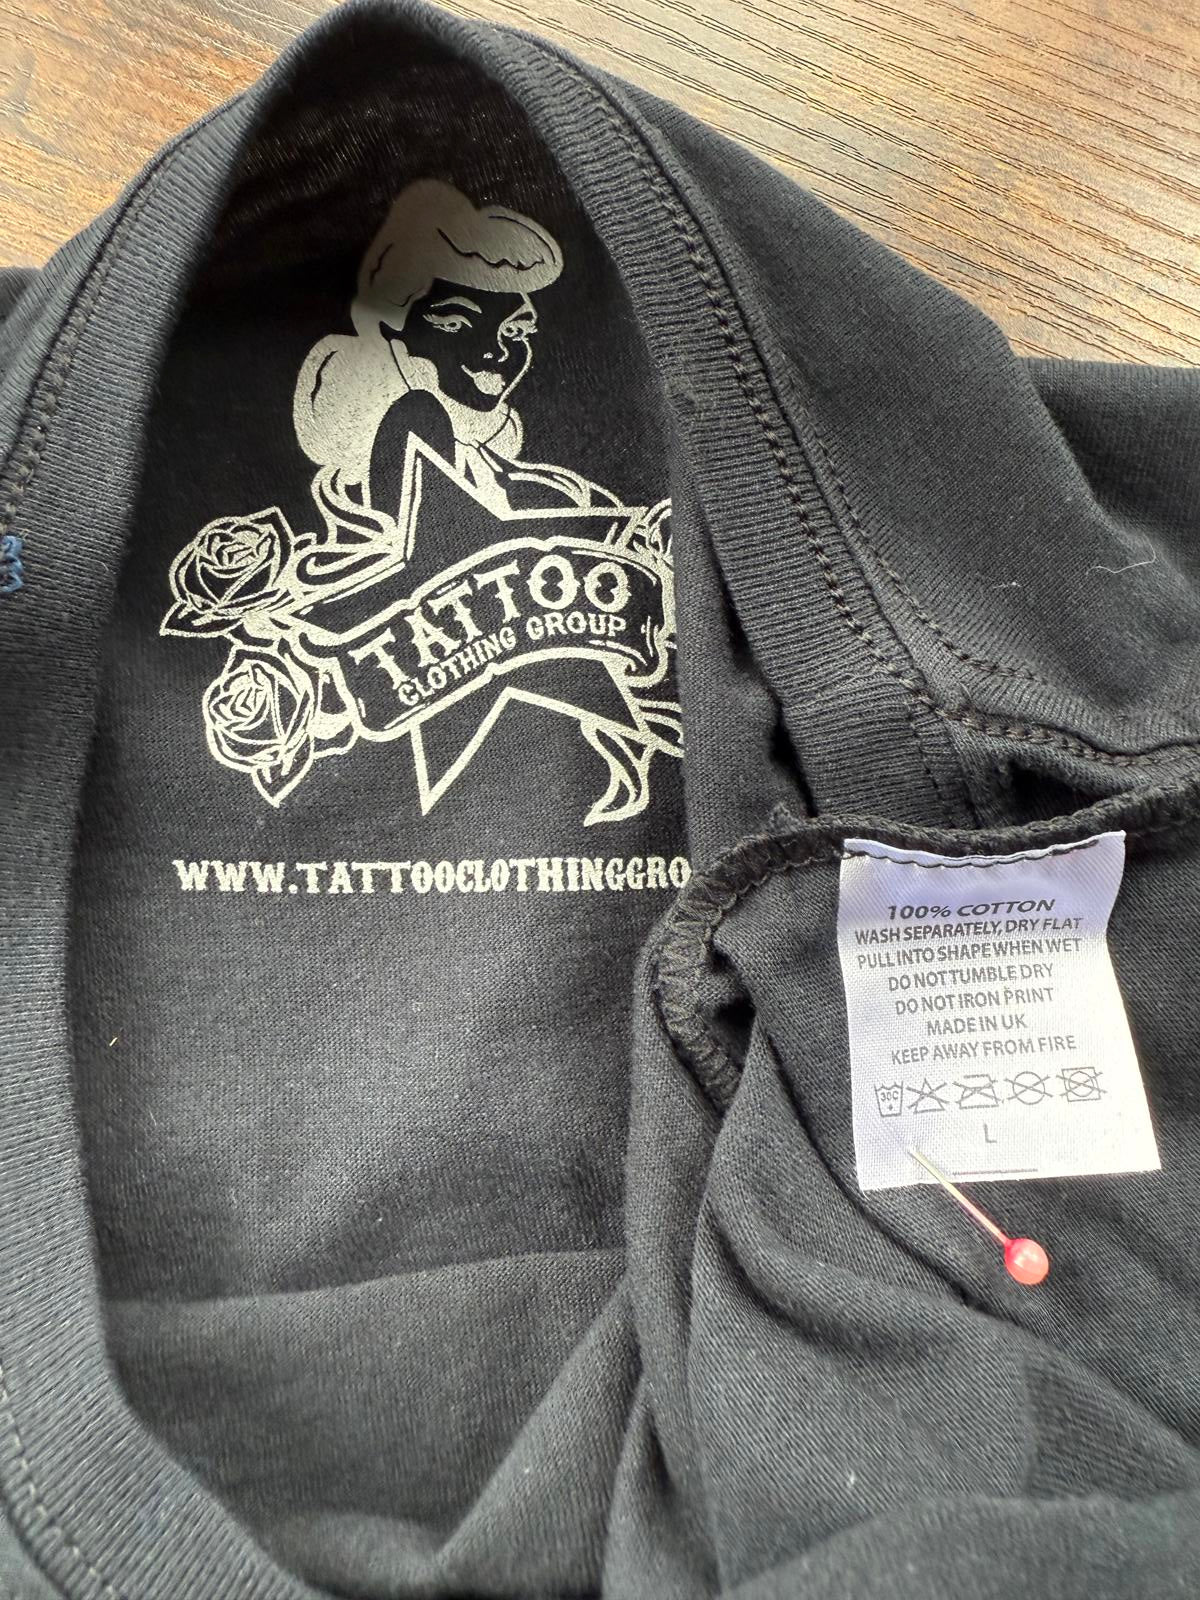 TATTOO
CLOTHING GROUP
WWW.TATTOOCLOTHINGGRO
100% COTTON
WASH SEPARATELY, DRY FLAT
PULL INTO SHAPE WHEN WET
DO NOT TUMBLE DRY
DO NOT IRON PRINT
MADE IN UK
KEEP AWAY FROM FIRE
30C
L